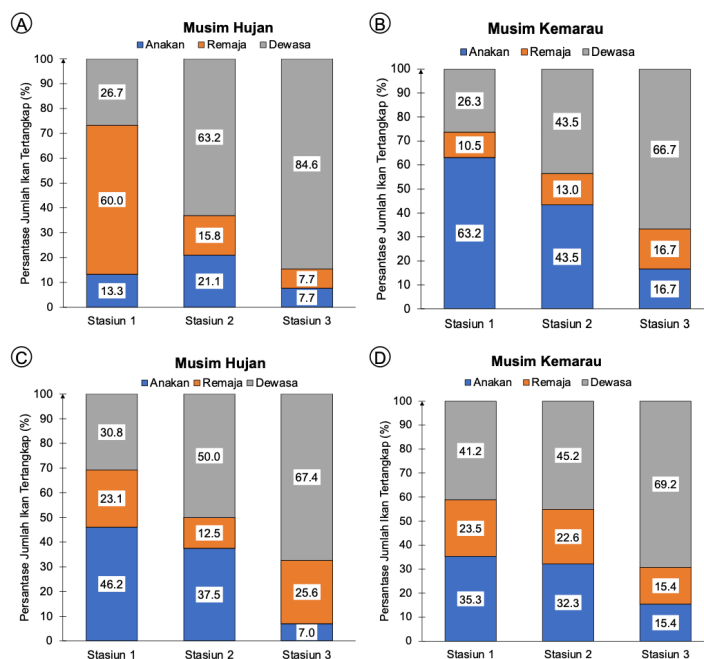 A
Musim Hujan
Anakan Remaja Dewasa
Persantase Jumlah Ikan Tertangkap (%)
100
90
80
70
60
50
40
30
20
10
0
26.7 63.2 84.6
60.0 15.8 7.7
13.3 21.1 7.7
Stasiun 1 Stasiun 2 Stasiun 3
B
Musim Kemarau
Anakan Remaja Dewasa
Persantase Jumlah Ikan Tertangkap (%)
100
90
80
70
60
50
40
30
20
10
0
26.3 43.5 66.7
10.5 13.0 16.7
63.2 43.5 16.7
Stasiun 1 Stasiun 2 Stasiun 3
C
Musim Hujan
Anakan Remaja Dewasa
Persantase Jumlah Ikan Tertangkap (%)
100
90
80
70
60
50
40
30
20
10
0
30.8 50.0 67.4
23.1 12.5 25.6
46.2 37.5 7.0
Stasiun 1 Stasiun 2 Stasiun 3
D
Musim Kemarau
Anakan Remaja Dewasa
Persantase Jumlah Ikan Tertangkap (%)
100
90
80
70
60
50
40
30
20
10
0
41.2 45.2 69.2
23.5 22.6 15.4
35.3 32.3 15.4
Stasiun 1 Stasiun 2 Stasiun 3